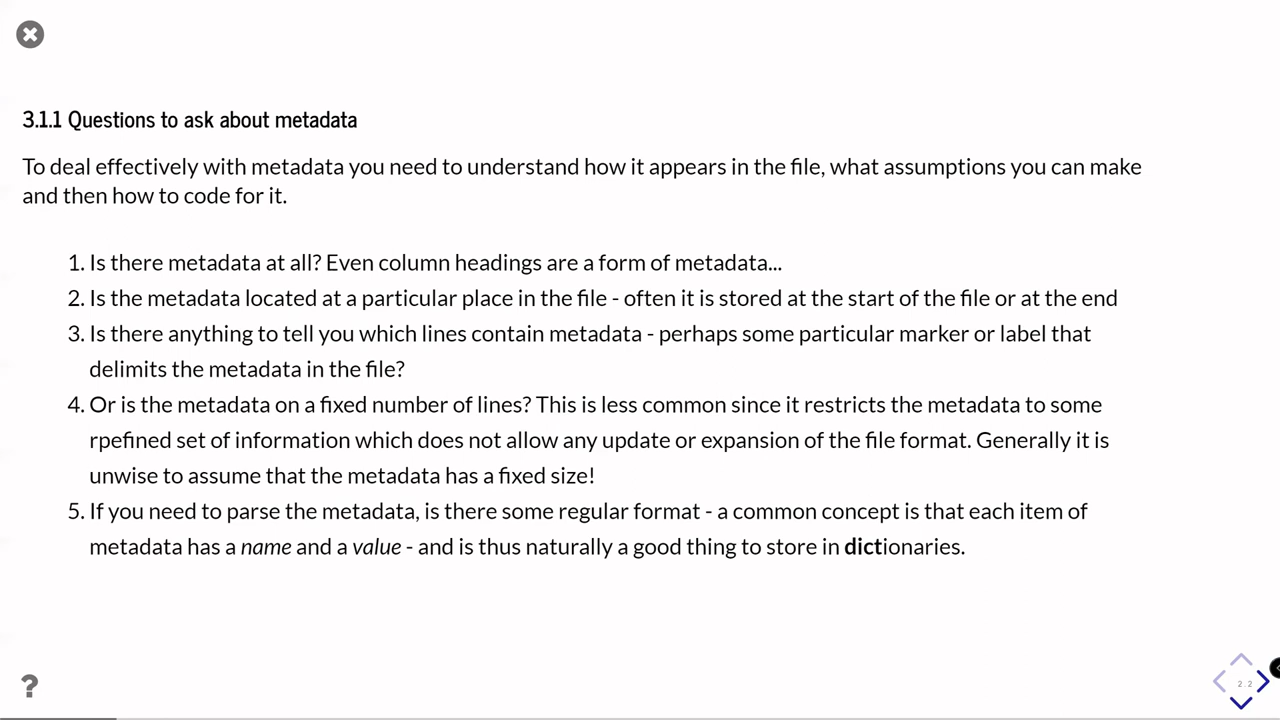 3.1.1 Questions to ask about metadata
To deal effectively with metadata you need to understand how it appears in the file, what assumptions you can make
and then how to code for it.
1. Is there metadata at all? Even column headings are a form of metadata...
2. Is the metadata located at a particular place in the file - often it is stored at the start of the file or at the end
3. Is there anything to tell you which lines contain metadata - perhaps some particular marker or label that
delimits the metadata in the file?
4. Or is the metadata on a fixed number of lines? This is less common since it restricts the metadata to some
rpefined set of information which does not allow any update or expansion of the file format. Generally it is
unwise to assume that the metadata has a fixed size!
5. If you need to parse the metadata, is there some regular format - a common concept is that each item of
metadata has a name and a value - and is thus naturally a good thing to store in dictionaries.
?
2.2